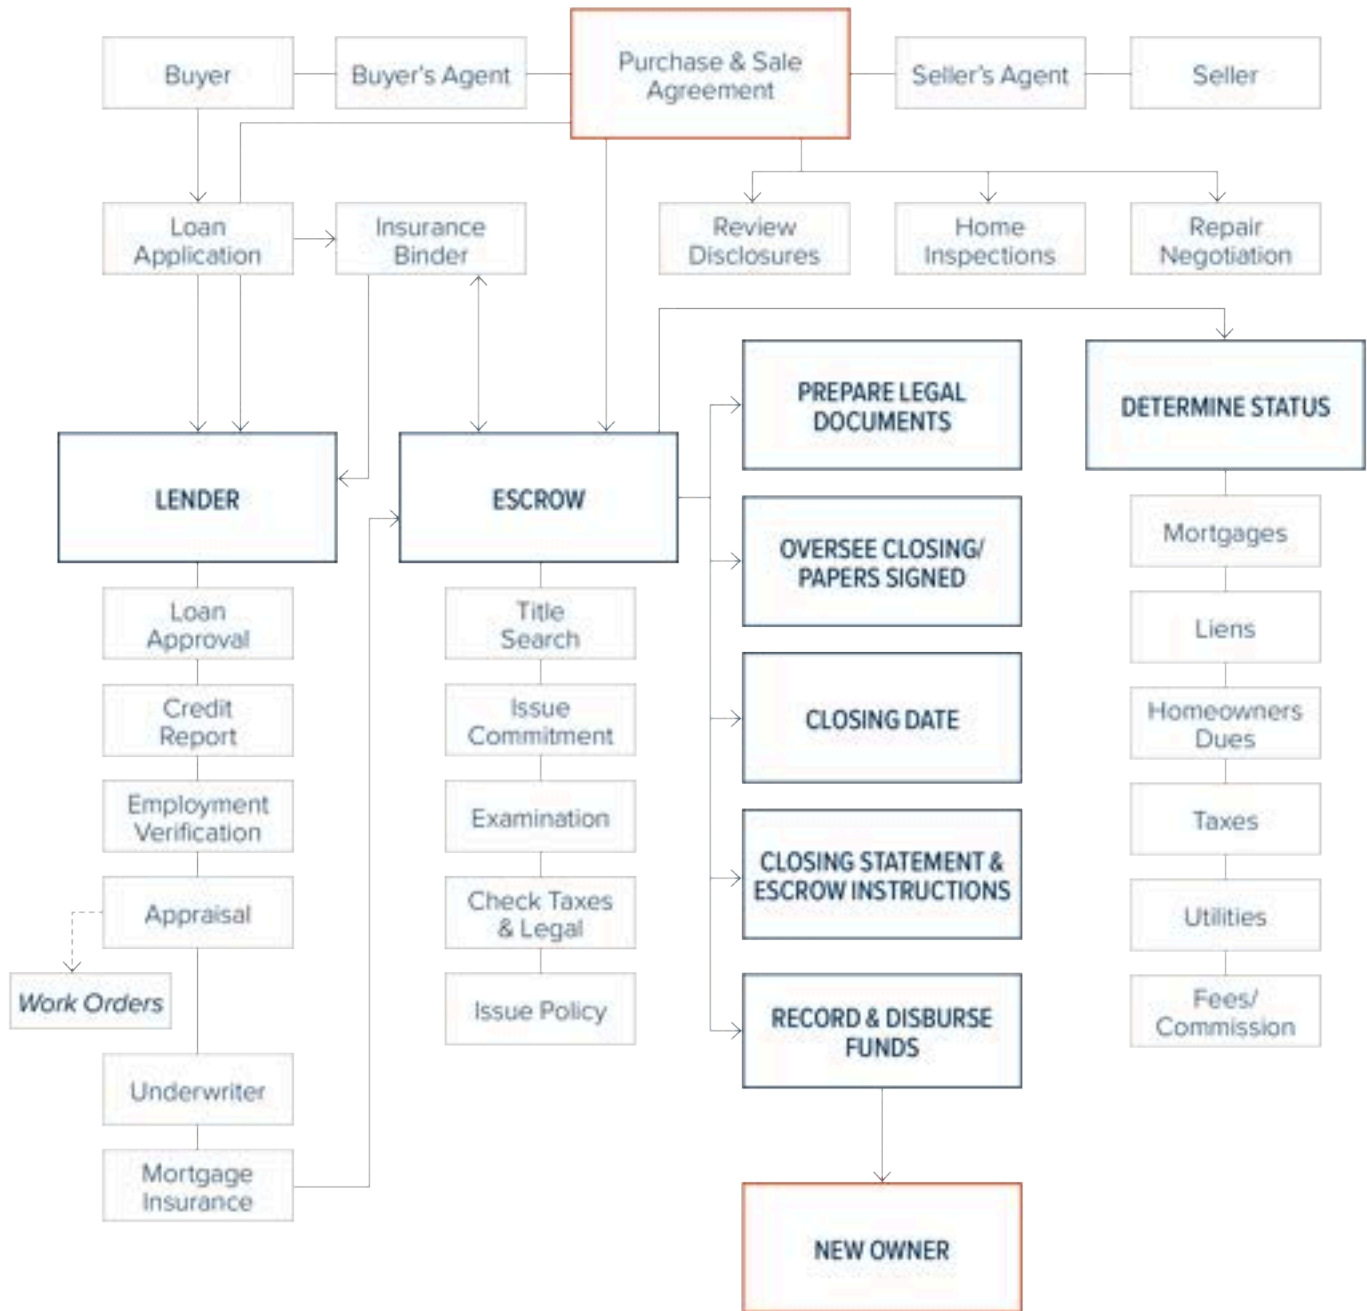 Buyer
Buyer's Agent
Purchase & Sale
Agreement
Seller's Agent
Seller
Loan
Application
Insurance
Binder
Review
Disclosures
Home
Inspections
Repair
Negotiation
LENDER
ESCROW
PREPARE LEGAL
DOCUMENTS
DETERMINE STATUS
OVERSEE CLOSING/
PAPERS SIGNED
CLOSING DATE
CLOSING STATEMENT &
ESCROW INSTRUCTIONS
RECORD & DISBURSE
FUNDS
NEW OWNER
Loan
Approval
Credit
Report
Employment
Verification
Appraisal
Work Orders
Underwriter
Mortgage
Insurance
Title
Search
Issue
Commitment
Examination
Check Taxes
& Legal
Issue Policy
Mortgages
Liens
Homeowners
Dues
Taxes
Utilities
Fees/
Commission